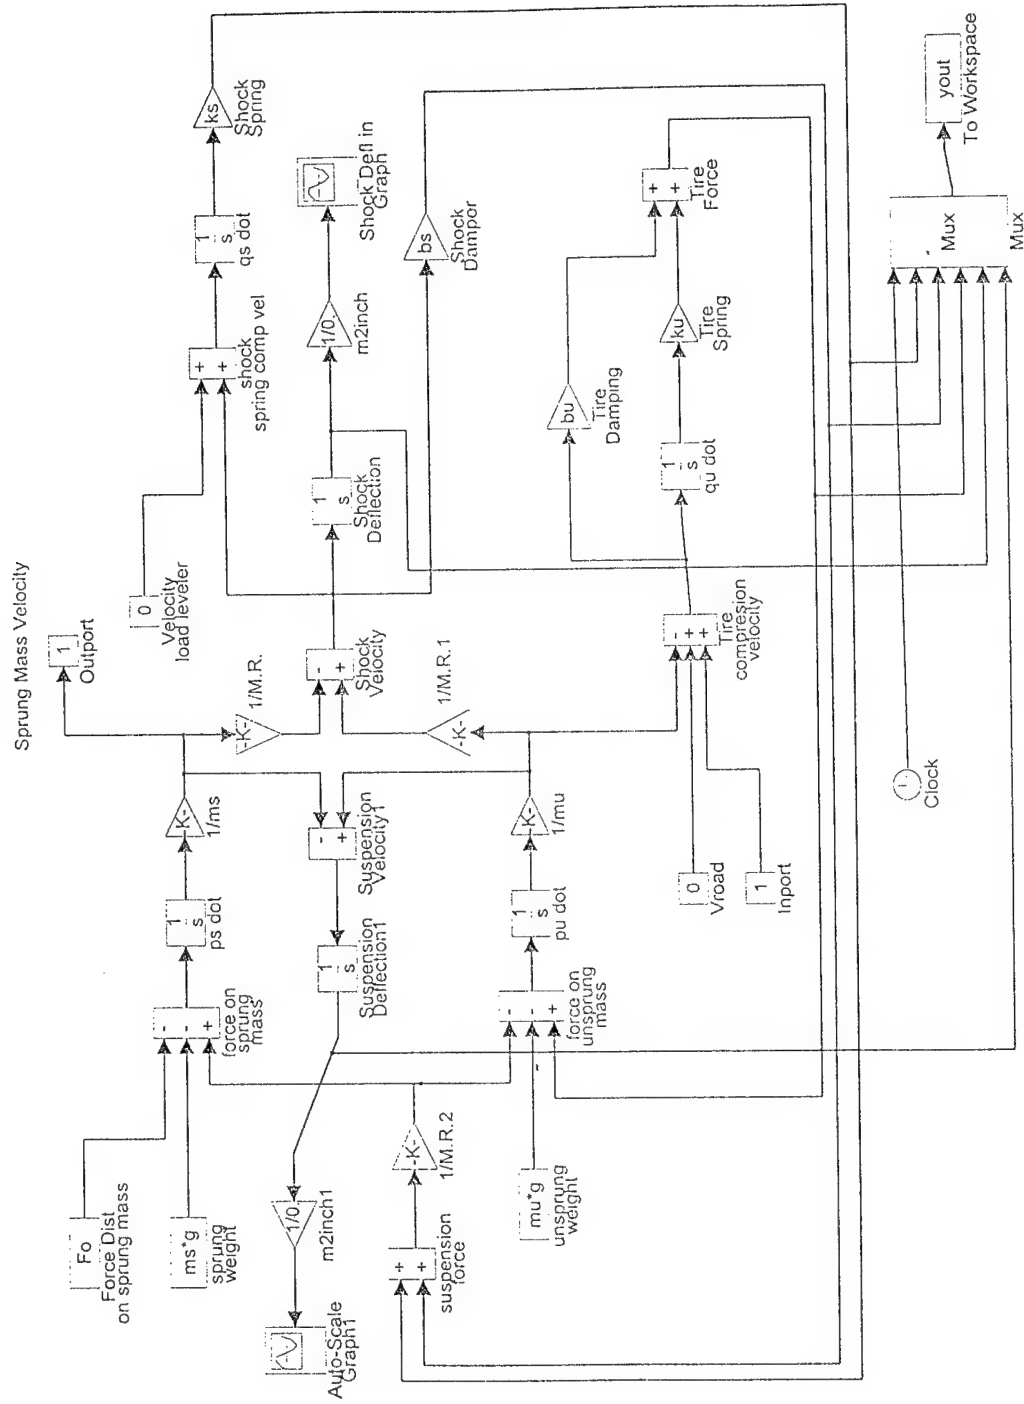 Sprung Mass Velocity
1
Outport
Fo
Force Dist
on sprung mass
ms*g
sprung
weight
-
-
+
force on
sprung
mass
1
s
ps dot
-K-
1/ms
0
Velocity
load leveler
+
+
shock
spring comp vel
1
s
qs dot
ks
Shock
Spring
Auto-Scale
Graph1
1/0.
m2inch1
1
s
Suspension
Deflection1
-
+
Suspension
Velocity1
-K-
1/M.R.
-
+
Shock
Velocity
1
s
Shock
Deflection
1/0.
m2inch
Shock Defl in
Graph
+
+
suspension
force
-K-
1/M.R.2
-K-
1/M.R.1
bs
Shock
Dampor
mu*g
unsprung
weight
-
-
+
force on
unsprung
mass
1
s
pu dot
-K-
1/mu
bu
Tire
Damping
0
Vroad
1
Inport
-
+
+
Tire
compresion
velocity
1
s
qu dot
ku
Tire
Spring
+
+
Tire
Force
Clock
Mux
Mux
yout
To Workspace